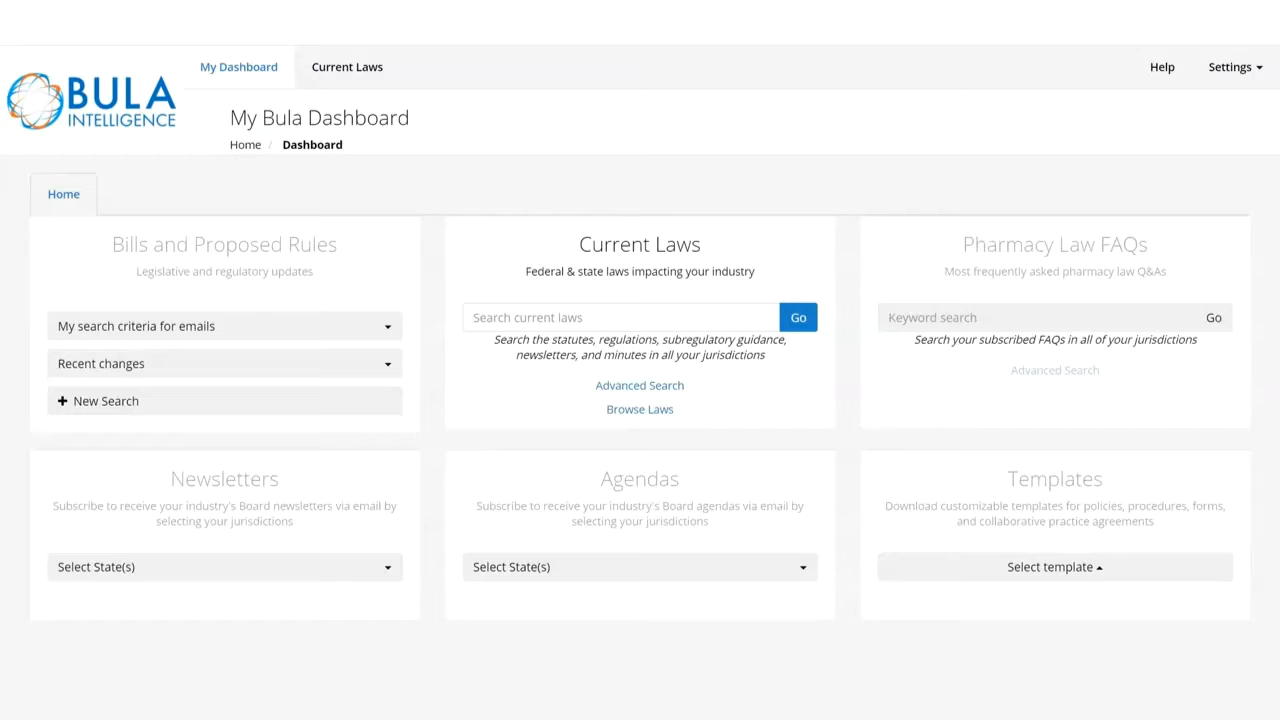 My Dashboard
Current Laws
Help
Settings
BULA
INTELLIGENCE
My Bula Dashboard
Home / Dashboard
Home
Bills and Proposed Rules
Legislative and regulatory updates
My search criteria for emails
Recent changes
+ New Search
Current Laws
Federal & state laws impacting your industry
Search current laws
Go
Search the statutes, regulations, subregulatory guidance,
newsletters, and minutes in all your jurisdictions
Advanced Search
Browse Laws
Pharmacy Law FAQs
Most frequently asked pharmacy law Q&As
Keyword search
Go
Search your subscribed FAQs in all of your jurisdictions
Advanced Search
Newsletters
Subscribe to receive your industry's Board newsletters via email by
selecting your jurisdictions
Select State(s)
Agendas
Subscribe to receive your industry's Board agendas via email by
selecting your jurisdictions
Select State(s)
Templates
Download customizable templates for policies, procedures, forms,
and collaborative practice agreements
Select template